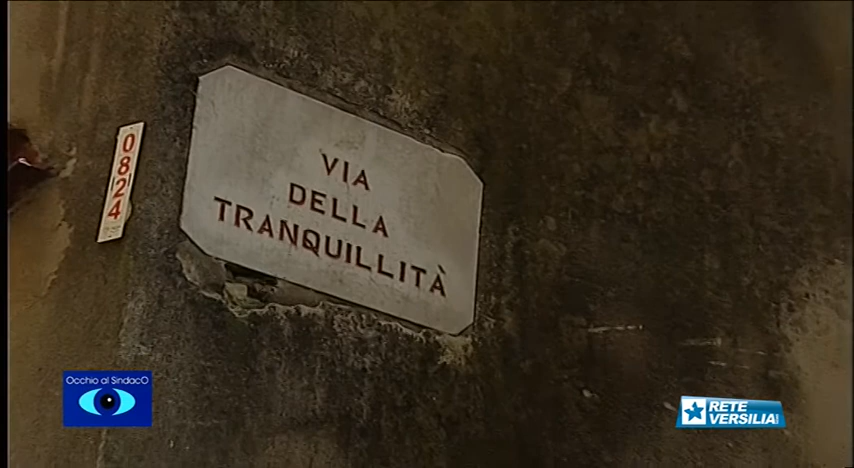 VIA
DELLA
TRANQUILLITÀ
0824
Occhio al SindacO
RETE
VERSILIA